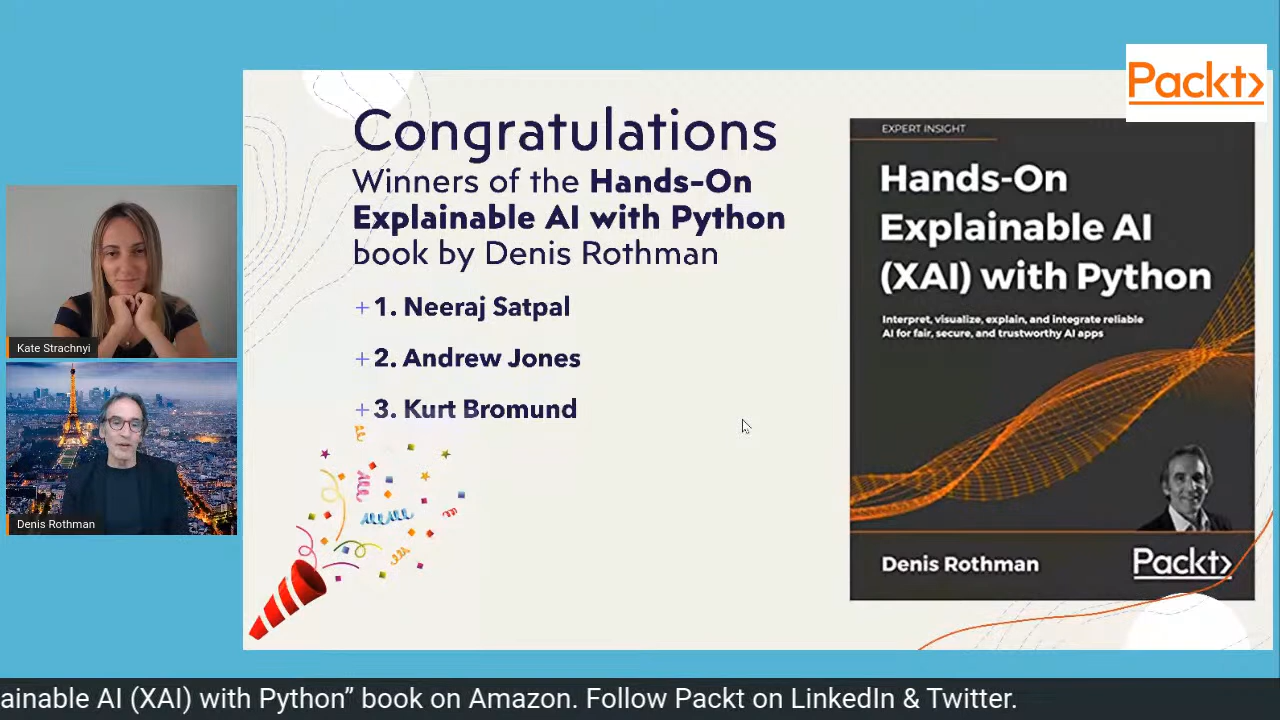 Packt>
Congratulations
Winners of the Hands-On
Explainable AI with Python
book by Denis Rothman
+ 1. Neeraj Satpal
+ 2. Andrew Jones
+ 3. Kurt Bromund
EXPERT INSIGHT
Hands-On
Explainable AI
(XAI) with Python
Interpret, visualize, explain, and integrate reliable
AI for fair, secure, and trustworthy AI apps
Denis Rothman
Packt>
Kate Strachnyi
Denis Rothman
ainable AI (XAI) with Python” book on Amazon. Follow Packt on LinkedIn & Twitter.